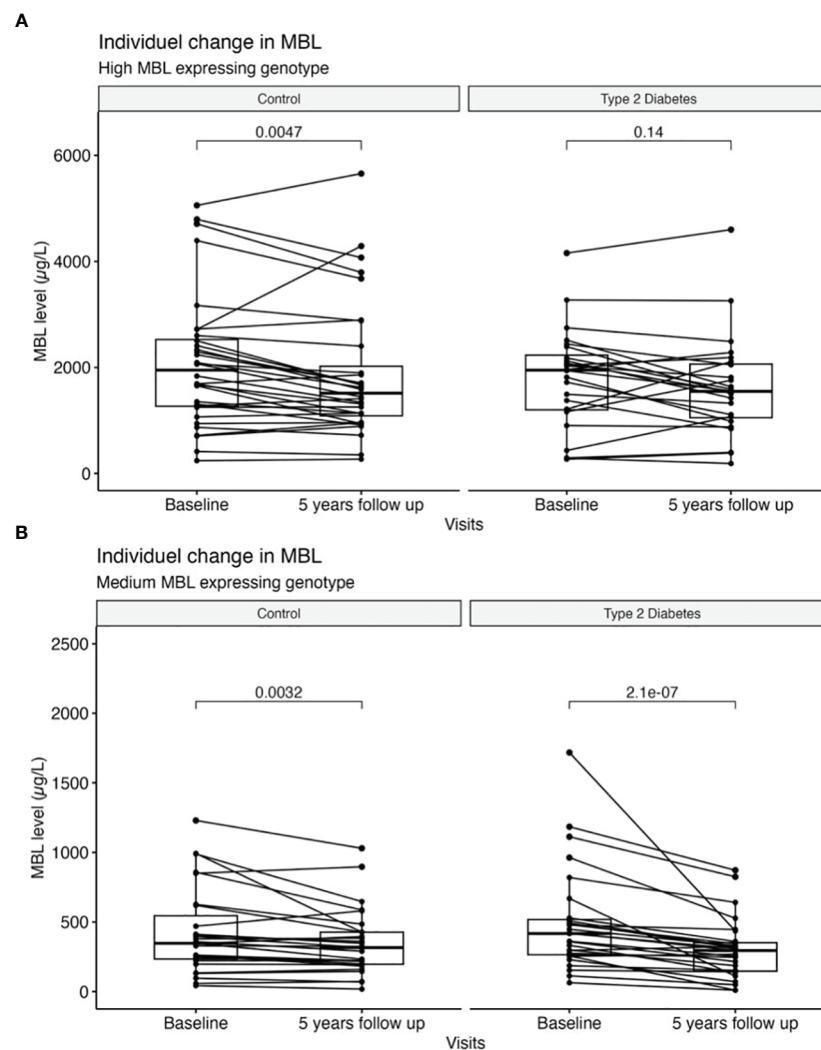 A
Individuel change in MBL
High MBL expressing genotype
Control
Type 2 Diabetes
0.0047
0.14
6000
4000
2000
0
MBL level (µg/L)
Baseline
5 years follow up
Baseline
5 years follow up
Visits
B
Individuel change in MBL
Medium MBL expressing genotype
Control
Type 2 Diabetes
2500
0.0032
2.1e-07
2000
1500
1000
500
0
MBL level (µg/L)
Baseline
5 years follow up
Baseline
5 years follow up
Visits